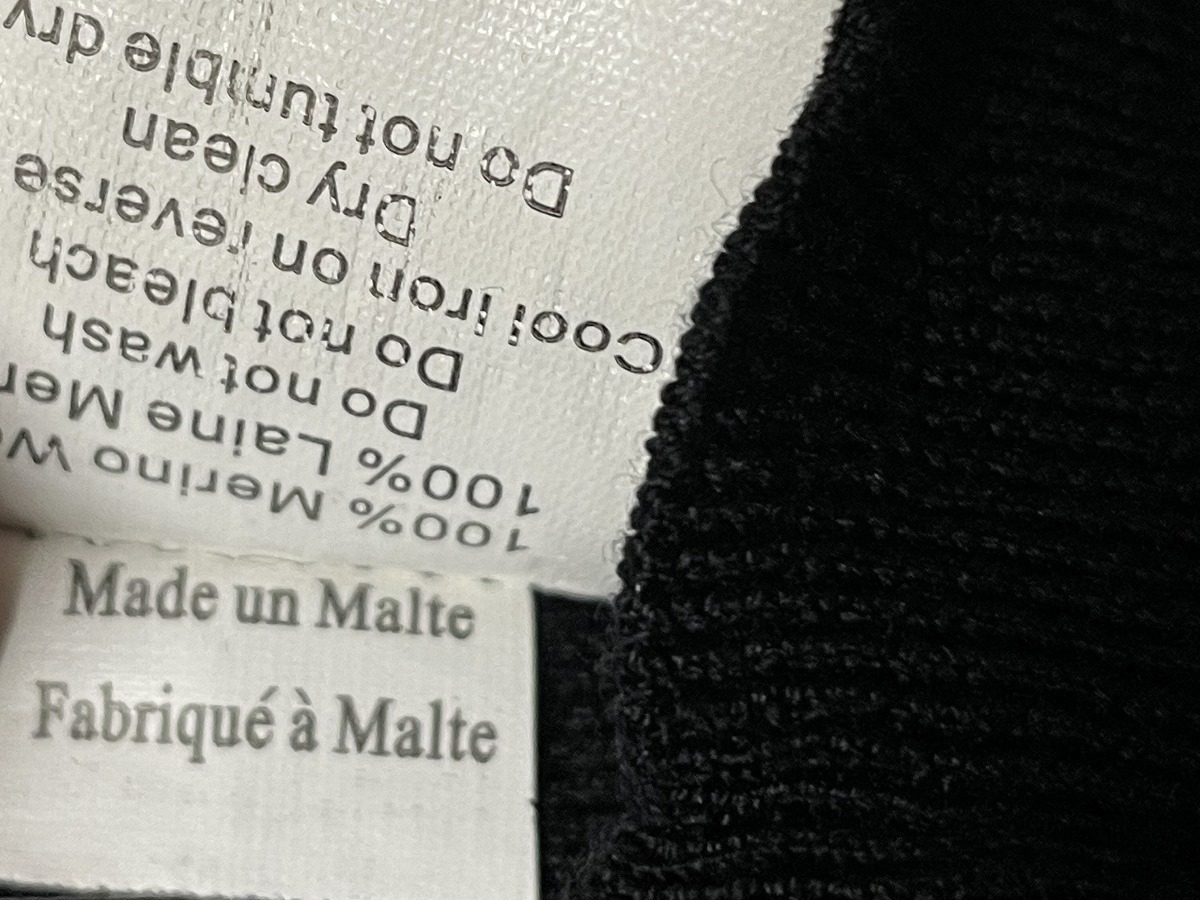 100% Merino
100% Laine
Do not wash
Do not bleach
Cool iron on reverse
Dry clean
Do not tumble dry
Made un Malte
Fabriqué à Malte